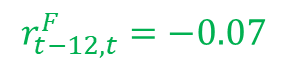 r^F_{t−12,t} = −0.07